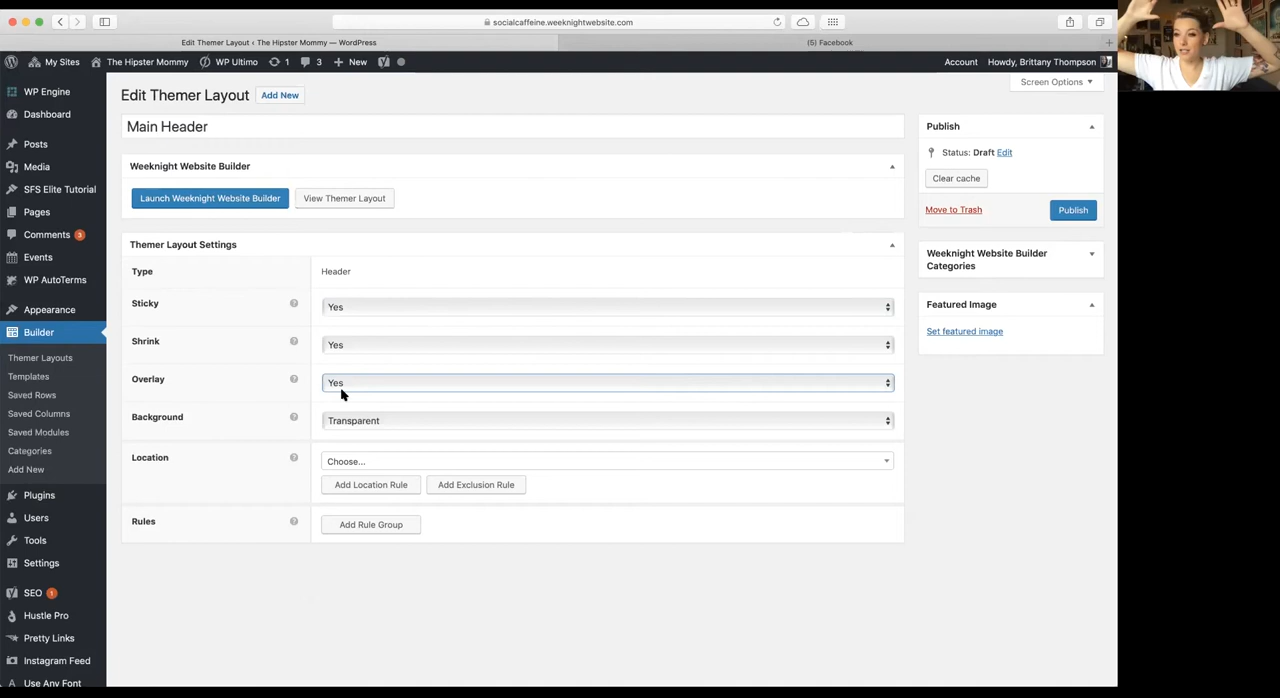 socialcaffeine.weeknightwebsite.com
Edit Themer Layout ‹ The Hipster Mommy — WordPress
(5) Facebook
My Sites
The Hipster Mommy
WP Ultimo
1
3
New
Account
Howdy, Brittany Thompson
WP Engine
Dashboard
Posts
Media
SFS Elite Tutorial
Pages
Comments 3
Events
WP AutoTerms
Appearance
Builder
Themer Layouts
Templates
Saved Rows
Saved Columns
Saved Modules
Categories
Add New
Plugins
Users
Tools
Settings
SEO 1
Hustle Pro
Pretty Links
Instagram Feed
Use Any Font
Screen Options
Edit Themer Layout
Add New
Main Header
Weeknight Website Builder
Launch Weeknight Website Builder
View Themer Layout
Themer Layout Settings
Type
Header
Sticky
Yes
Shrink
Yes
Overlay
Yes
Background
Transparent
Location
Choose...
Add Location Rule
Add Exclusion Rule
Rules
Add Rule Group
Publish
Status: Draft Edit
Clear cache
Move to Trash
Publish
Weeknight Website Builder
Categories
Featured Image
Set featured image